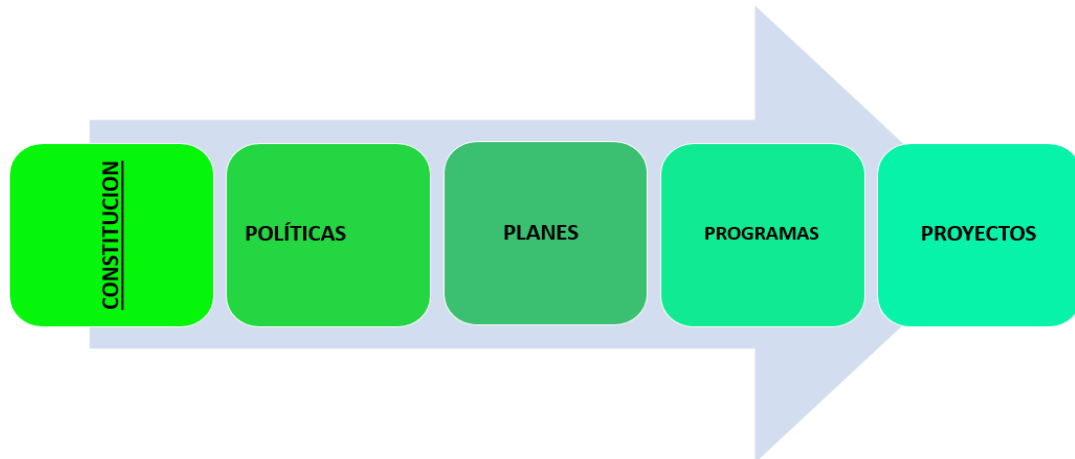 CONSTITUCION
POLÍTICAS
PLANES
PROGRAMAS
PROYECTOS